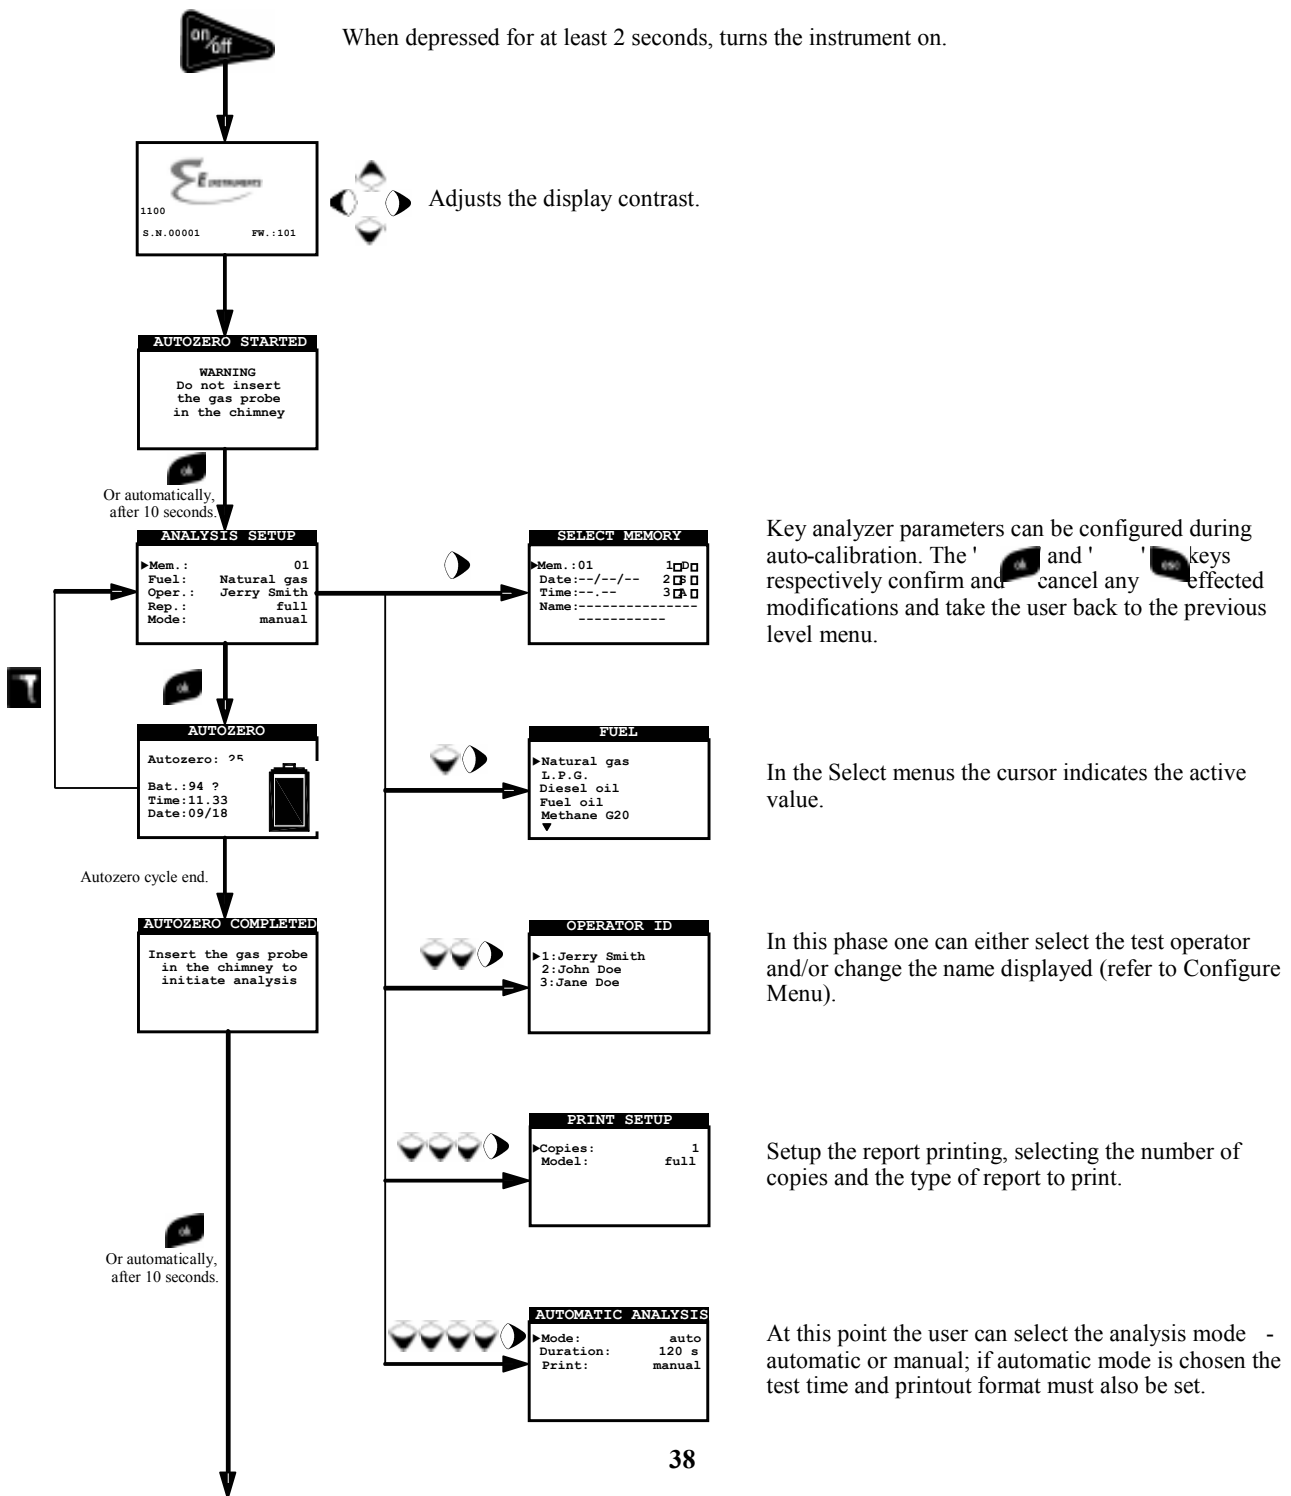 on/off
When depressed for at least 2 seconds, turns the instrument on.
E INSTRUMENTS
1100
S.N.00001 FW.:101
Adjusts the display contrast.
AUTOZERO STARTED
WARNING
Do not insert
the gas probe
in the chimney
ok
Or automatically,
after 10 seconds.
ANALYSIS SETUP
▶Mem.: 01
Fuel: Natural gas
Oper.: Jerry Smith
Rep.: full
Mode: manual
SELECT MEMORY
▶Mem.:01 1□D□
Date:--/--/-- 2□S□
Time:--.-- 3□A□
Name:----------------
------------
Key analyzer parameters can be configured during
auto-calibration. The ' ok and ' ' esc keys
respectively confirm and cancel any effected
modifications and take the user back to the previous
level menu.
ok
AUTOZERO
Autozero: 25
Bat.:94 ?
Time:11.33
Date:09/18
FUEL
▶Natural gas
L.P.G.
Diesel oil
Fuel oil
Methane G20
▼
In the Select menus the cursor indicates the active
value.
Autozero cycle end.
AUTOZERO COMPLETED
Insert the gas probe
in the chimney to
initiate analysis
OPERATOR ID
▶1:Jerry Smith
2:John Doe
3:Jane Doe
In this phase one can either select the test operator
and/or change the name displayed (refer to Configure
Menu).
PRINT SETUP
▶Copies: 1
Model: full
Setup the report printing, selecting the number of
copies and the type of report to print.
ok
Or automatically,
after 10 seconds.
AUTOMATIC ANALYSIS
▶Mode: auto
Duration: 120 s
Print: manual
At this point the user can select the analysis mode -
automatic or manual; if automatic mode is chosen the
test time and printout format must also be set.
38